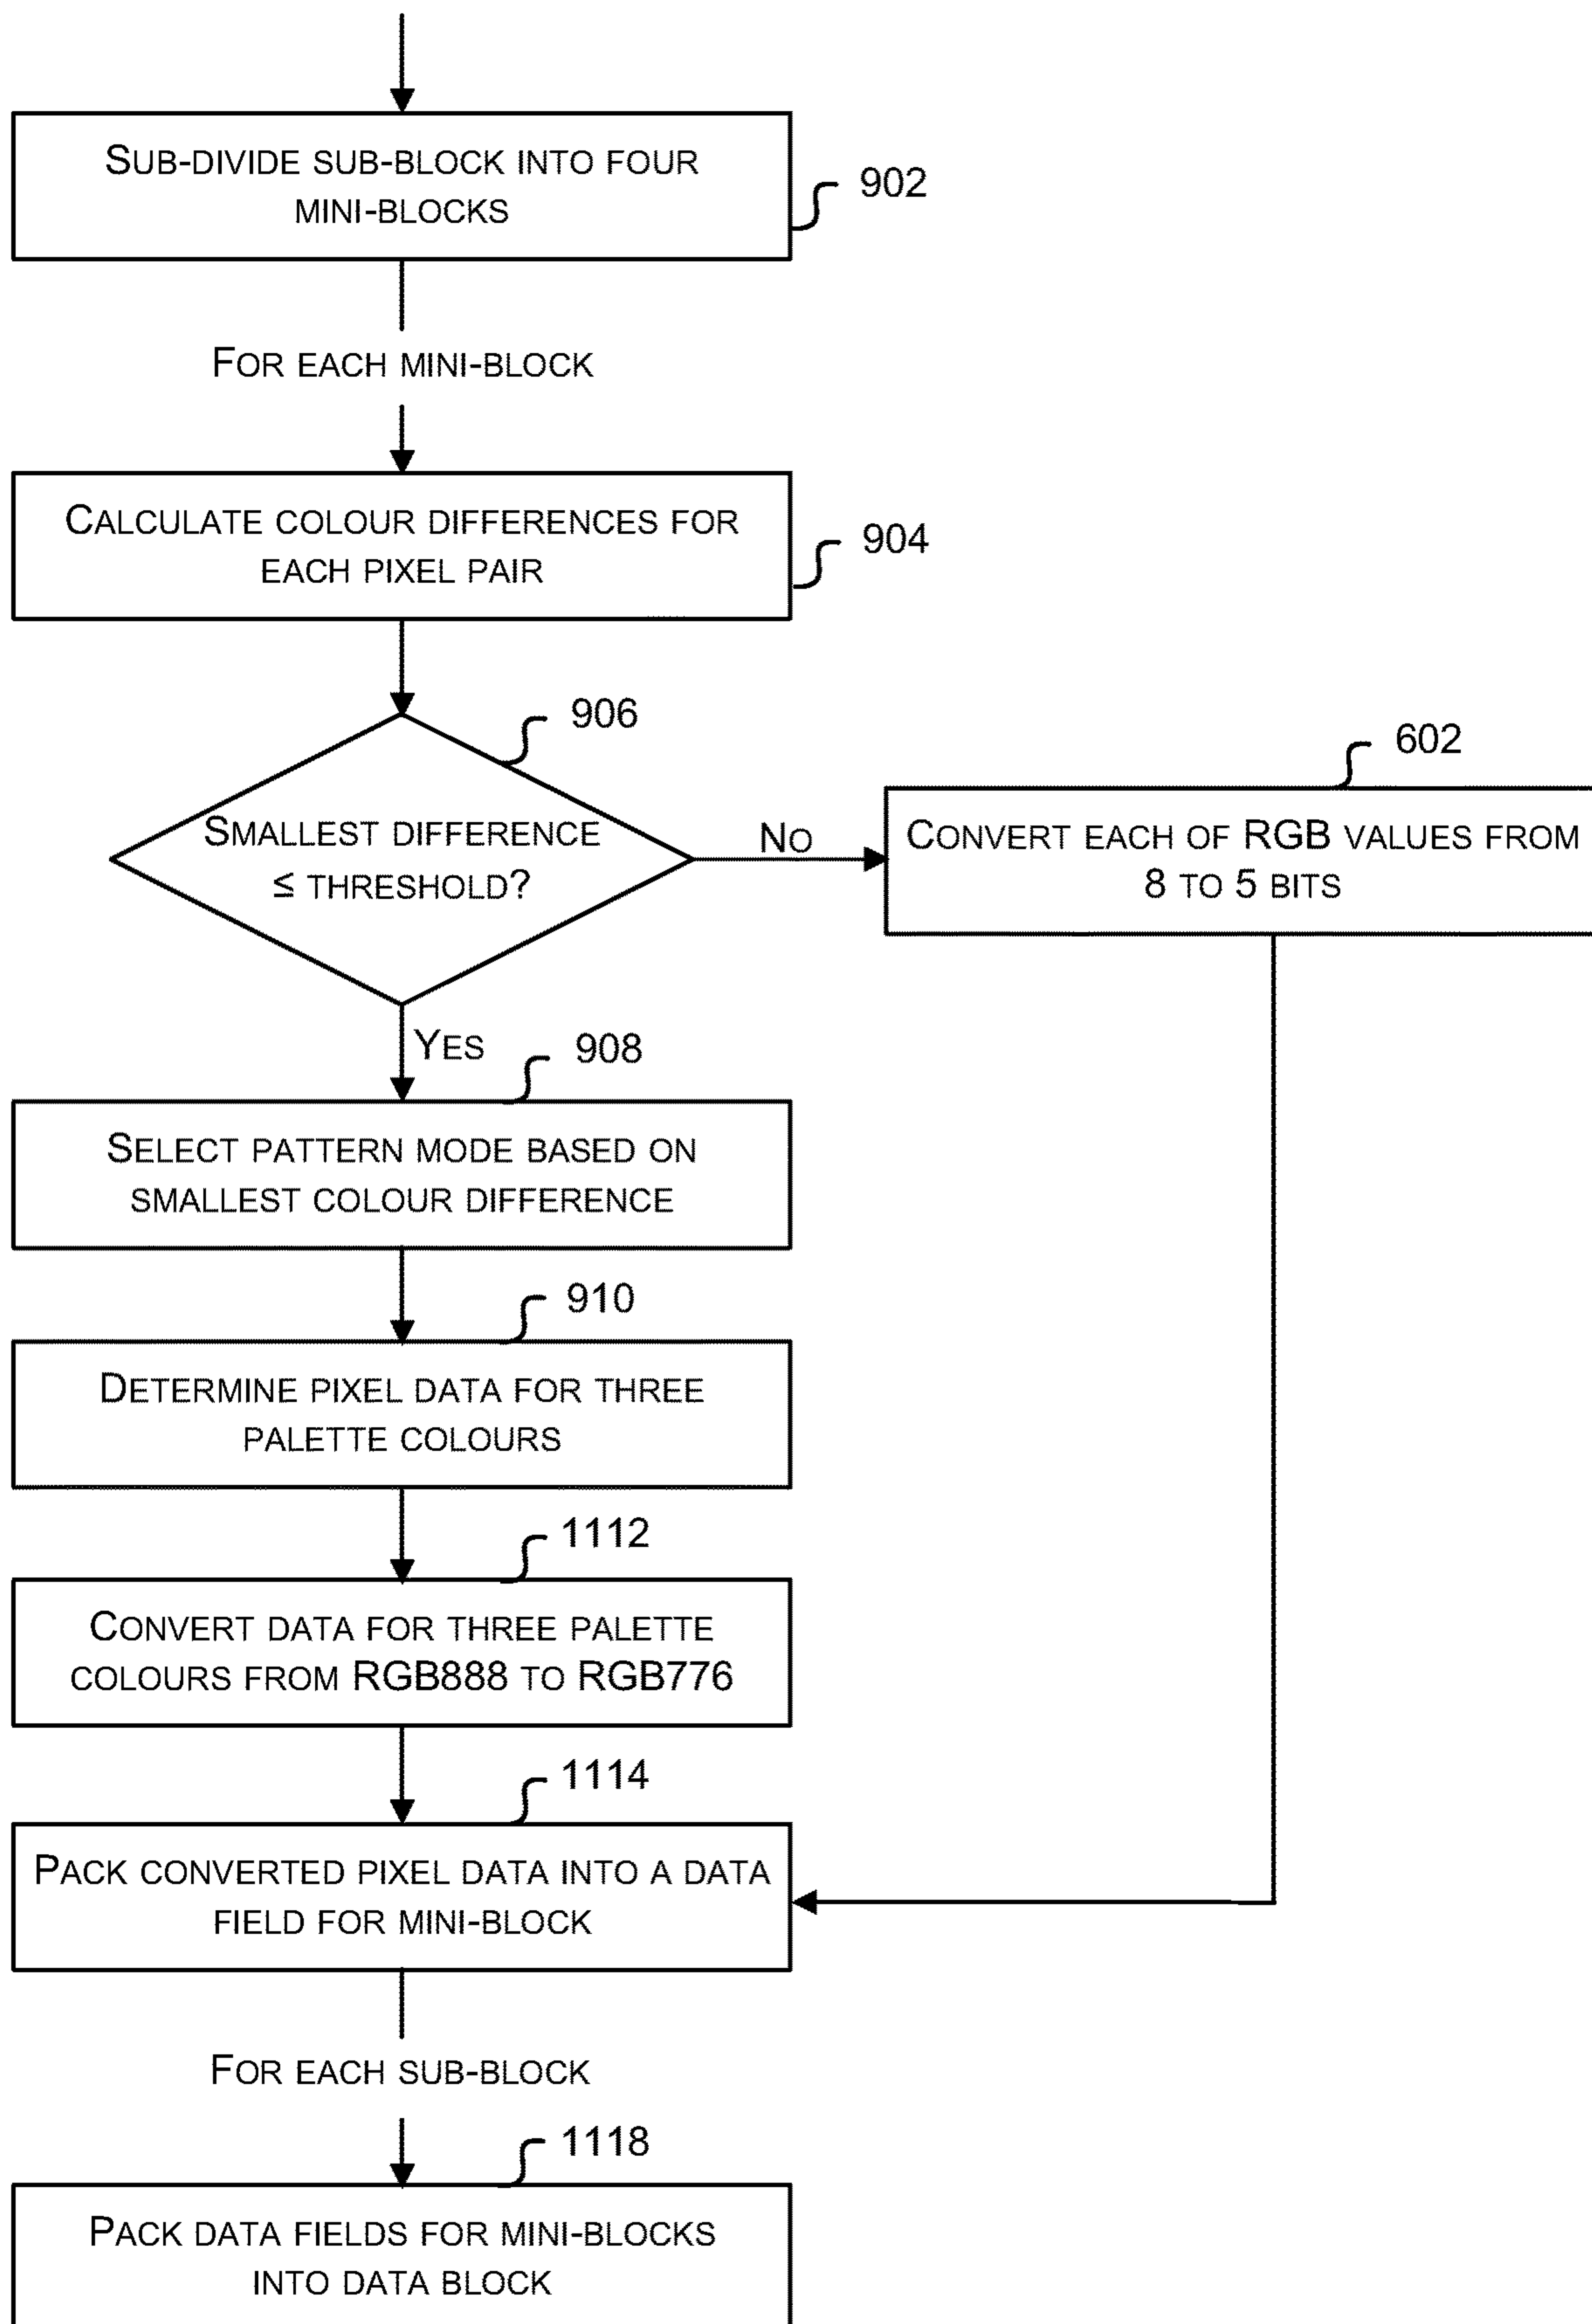 Sub-divide sub-block into four
mini-blocks
902
For each mini-block
Calculate colour differences for
each pixel pair
904
906
Smallest difference
≤ threshold?
No
602
Convert each of RGB values from
8 to 5 bits
Yes
908
Select pattern mode based on
smallest colour difference
910
Determine pixel data for three
palette colours
1112
Convert data for three palette
colours from RGB888 to RGB776
1114
Pack converted pixel data into a data
field for mini-block
For each sub-block
1118
Pack data fields for mini-blocks
into data block